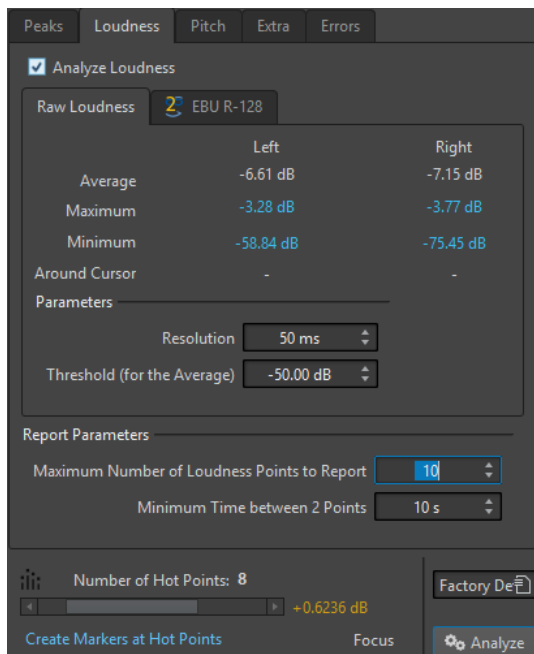 Peaks Loudness Pitch Extra Errors
Analyze Loudness
Raw Loudness 2 EBU R-128
Left Right
Average -6.61 dB -7.15 dB
Maximum -3.28 dB -3.77 dB
Minimum -58.84 dB -75.45 dB
Around Cursor - -
Parameters
Resolution 50 ms
Threshold (for the Average) -50.00 dB
Report Parameters
Maximum Number of Loudness Points to Report 10
Minimum Time between 2 Points 10 s
Number of Hot Points: 8
Factory De
+0.6236 dB
Create Markers at Hot Points Focus Analyze